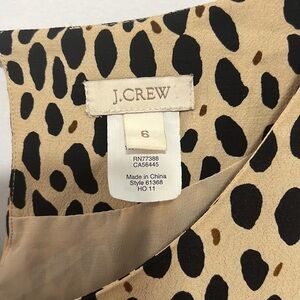 J.CREW
6
RN77388
CA56445
Made in China
Style 61368
HO 11